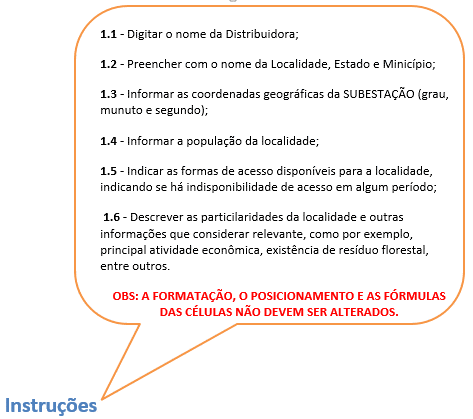 1.1 - Digitar o nome da Distribuidora;
1.2 - Preencher com o nome da Localidade, Estado e Minicípio;
1.3 - Informar as coordenadas geográficas da SUBESTAÇÃO (grau,
munuto e segundo);
1.4 - Informar a população da localidade;
1.5 - Indicar as formas de acesso disponíveis para a localidade,
indicando se há indisponibilidade de acesso em algum período;
1.6 - Descrever as particilaridades da localidade e outras
informações que considerar relevante, como por exemplo,
principal atividade econômica, existência de resíduo florestal,
entre outros.
OBS: A FORMATAÇÃO, O POSICIONAMENTO E AS FÓRMULAS
DAS CÉLULAS NÃO DEVEM SER ALTERADOS.
Instruções